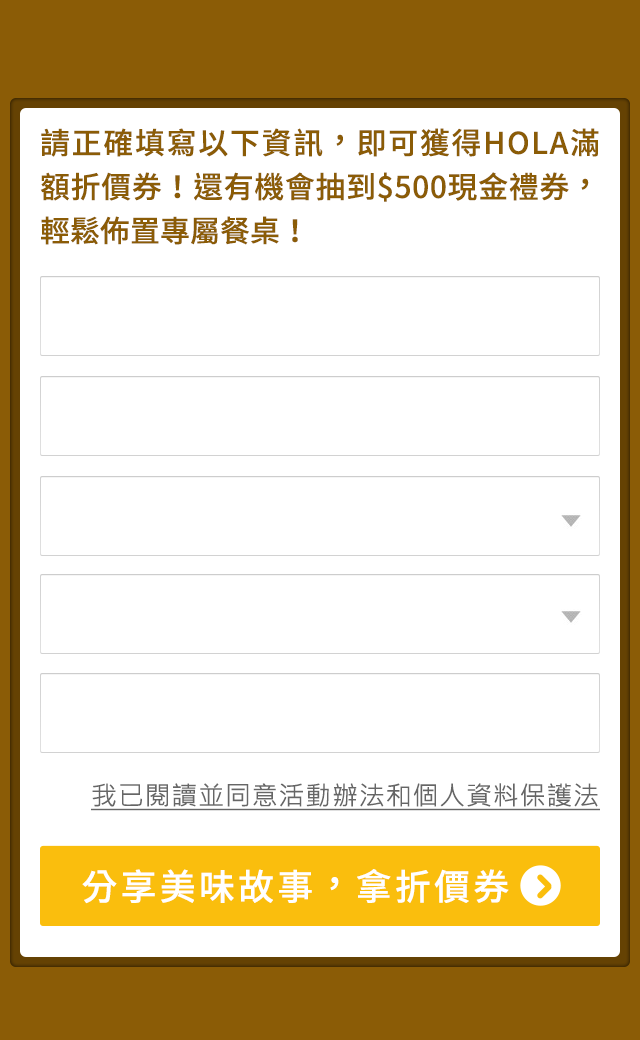 請正確填寫以下資訊，即可獲得HOLA滿
額折價券！還有機會抽到$500現金禮券，
輕鬆佈置專屬餐桌！
我已閱讀並同意活動辦法和個人資料保護法
分享美味故事，拿折價券